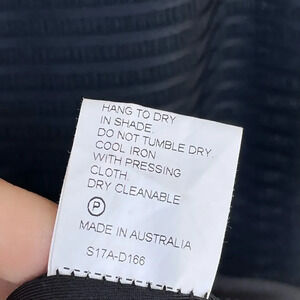 HANG TO DRY
IN SHADE
DO NOT TUMBLE DRY
COOL IRON
WITH PRESSING
CLOTH.
DRY CLEANABLE
P
MADE IN AUSTRALIA
S17A-D166